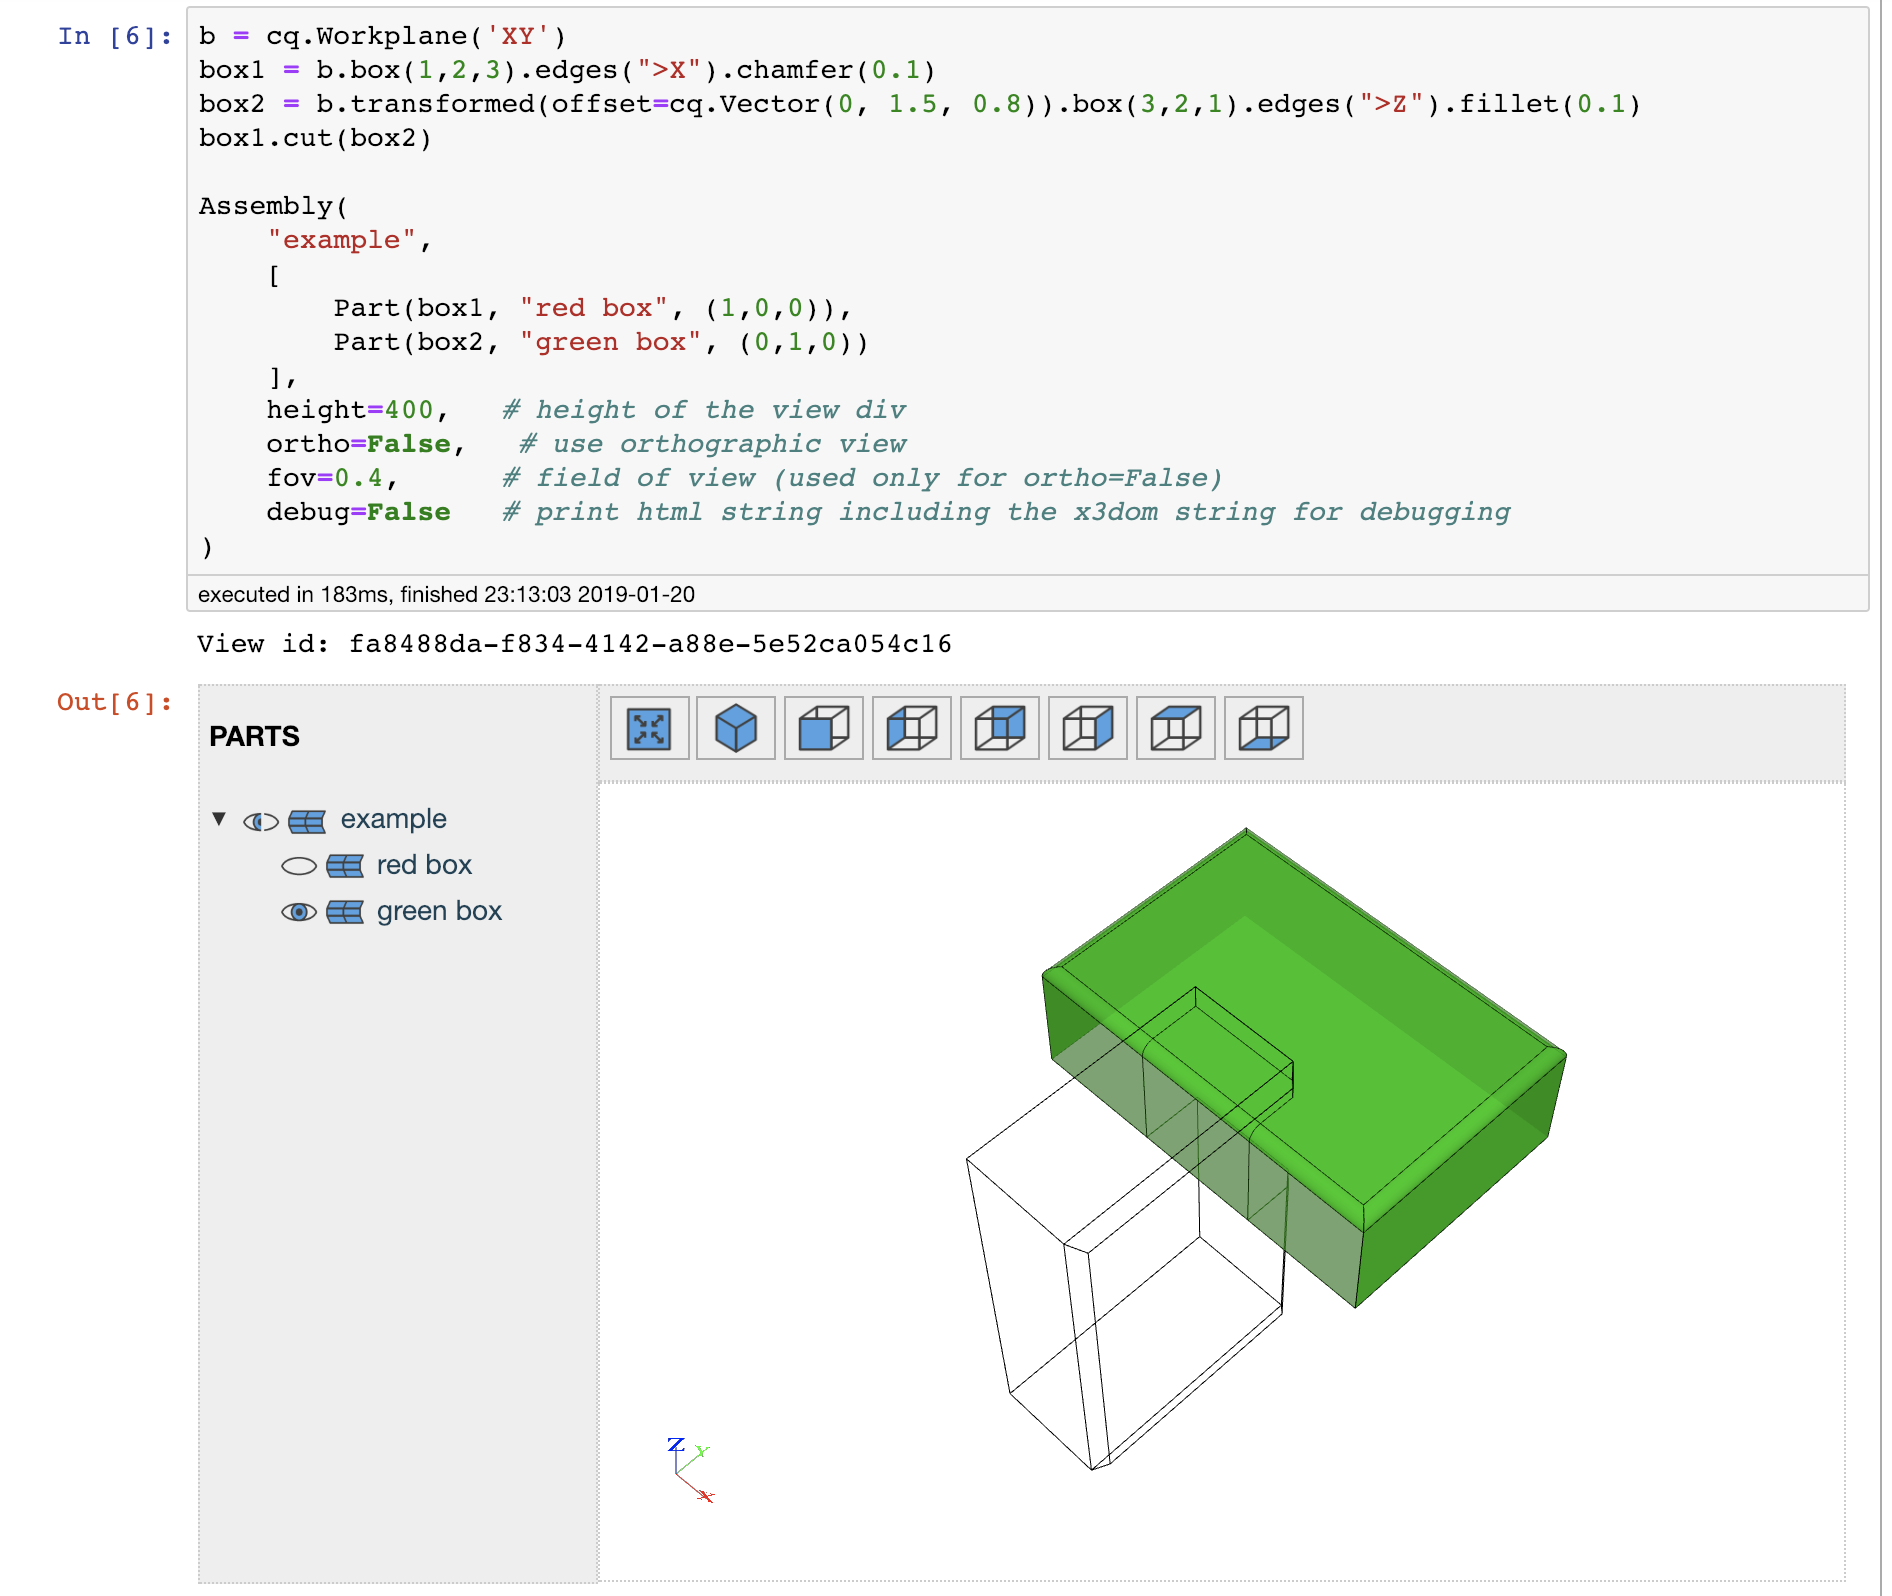 In [6]:
b = cq.Workplane('XY')
box1 = b.box(1,2,3).edges(">X").chamfer(0.1)
box2 = b.transformed(offset=cq.Vector(0, 1.5, 0.8)).box(3,2,1).edges(">Z").fillet(0.1)
box1.cut(box2)
Assembly(
"example",
[
Part(box1, "red box", (1,0,0)),
Part(box2, "green box", (0,1,0))
],
height=400,   # height of the view div
ortho=False,   # use orthographic view
fov=0.4,      # field of view (used only for ortho=False)
debug=False   # print html string including the x3dom string for debugging
)
executed in 183ms, finished 23:13:03 2019-01-20
View id: fa8488da-f834-4142-a88e-5e52ca054c16
Out[6]:
PARTS
▼ example
red box
green box
Z
Y
X